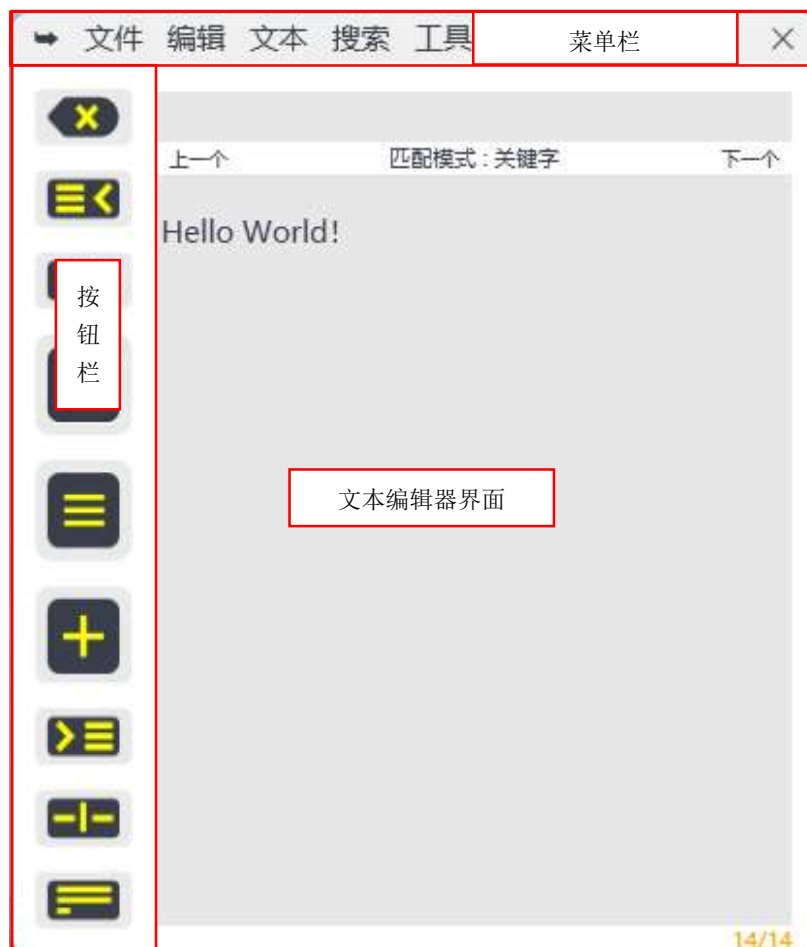 文件 编辑 文本 搜索 工具 菜单栏
上一个 匹配模式 : 关键字 下一个
Hello World!
按
钮
栏
文本编辑器界面
14/14